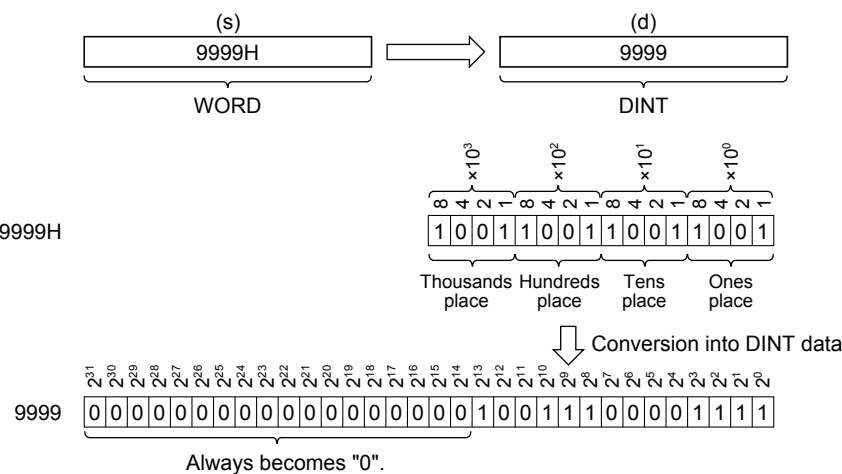 (s) (d)
9999H 9999
WORD DINT
×10³ ×10² ×10¹ ×10⁰
8 4 2 1 8 4 2 1 8 4 2 1 8 4 2 1
9999H 1 0 0 1 1 0 0 1 1 0 0 1 1 0 0 1
Thousands Hundreds Tens Ones
place place place place
Conversion into DINT data
2³¹ 2³⁰ 2²⁹ 2²⁸ 2²⁷ 2²⁶ 2²⁵ 2²⁴ 2²³ 2²² 2²¹ 2²⁰ 2¹⁹ 2¹⁸ 2¹⁷ 2¹⁶ 2¹⁵ 2¹⁴ 2¹³ 2¹² 2¹¹ 2¹⁰ 2⁹ 2⁸ 2⁷ 2⁶ 2⁵ 2⁴ 2³ 2² 2¹ 2⁰
9999 0 0 0 0 0 0 0 0 0 0 0 0 0 0 0 0 0 0 1 0 0 1 1 1 0 0 0 0 1 1 1 1
Always becomes "0".